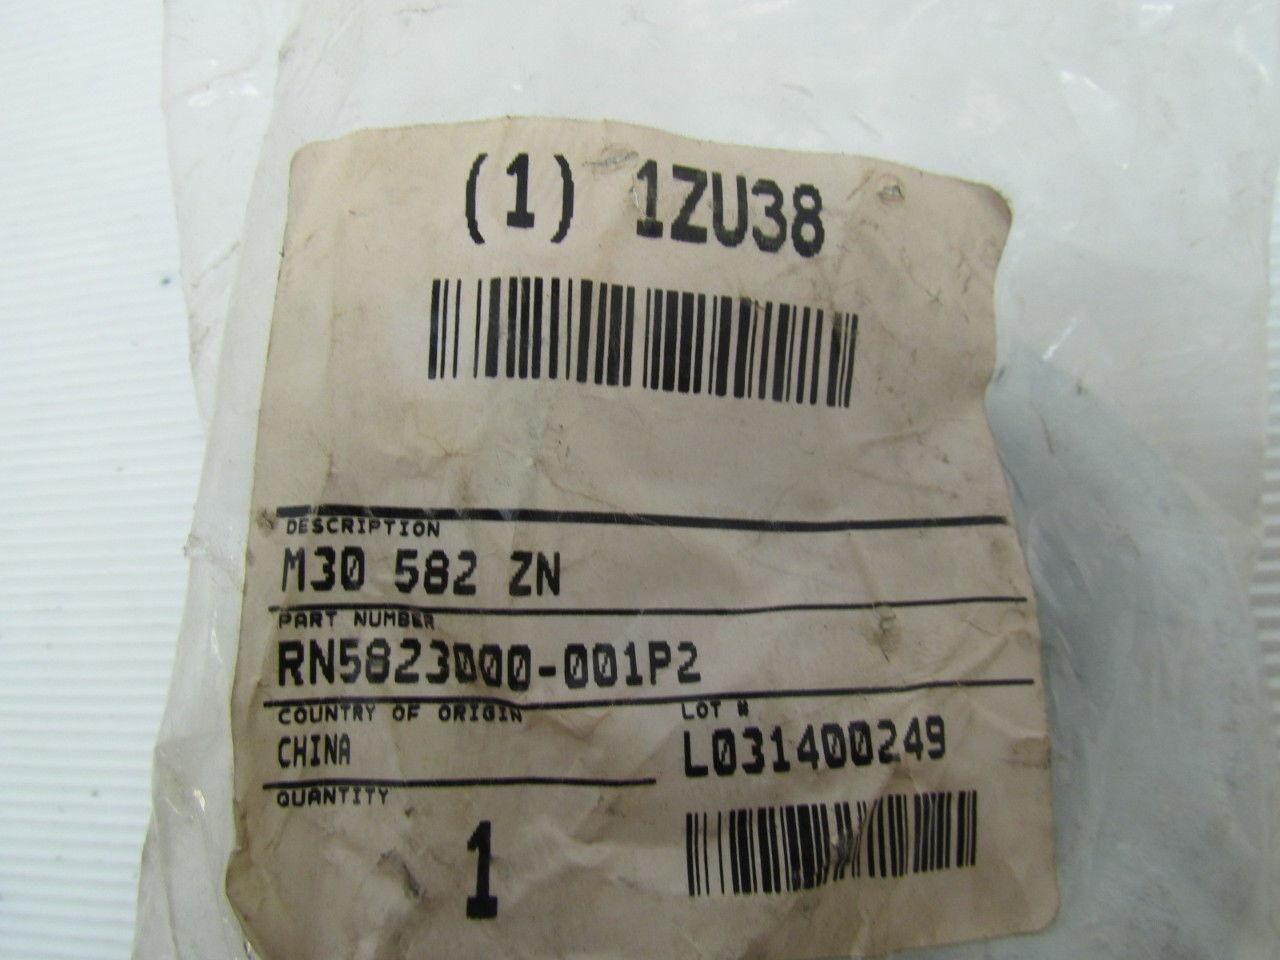 (1) 1ZU38
DESCRIPTION
M30 582 ZN
PART NUMBER
RN5823000-001P2
COUNTRY OF ORIGIN
CHINA
LOT #
L031400249
QUANTITY
1